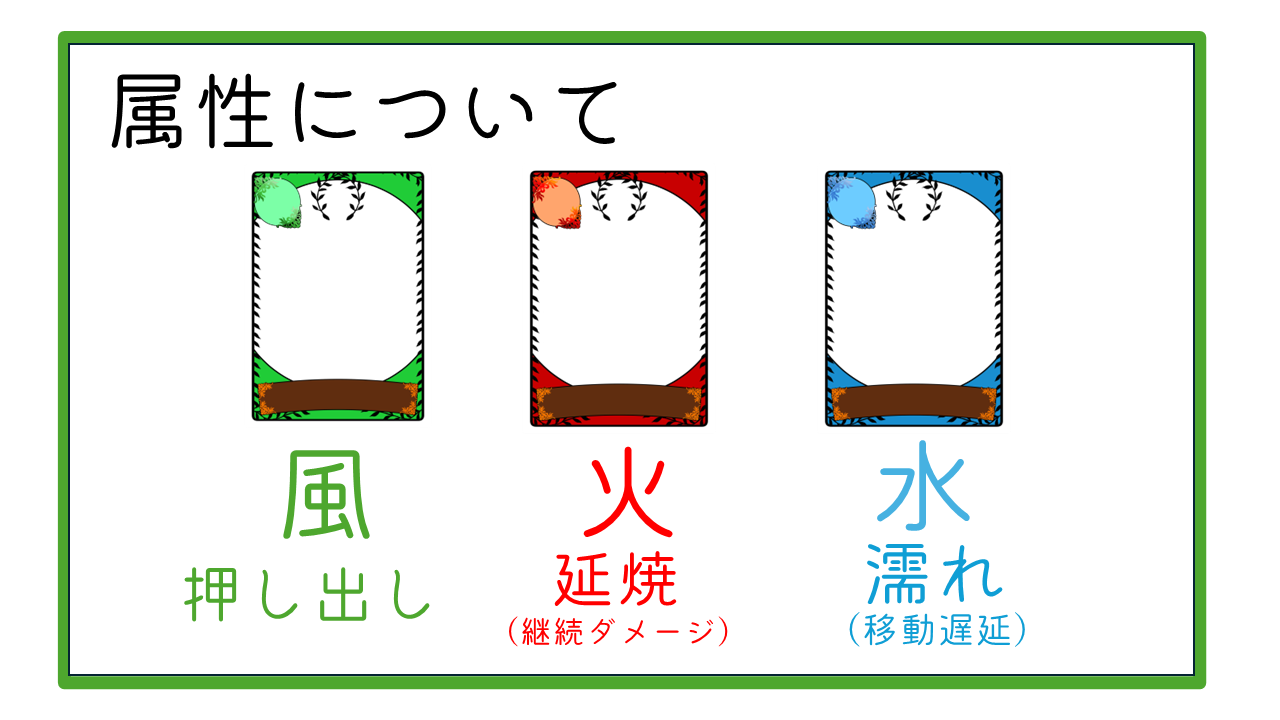 属性について
風
火
水
押し出し
延焼
濡れ
(継続ダメージ)
(移動遅延)